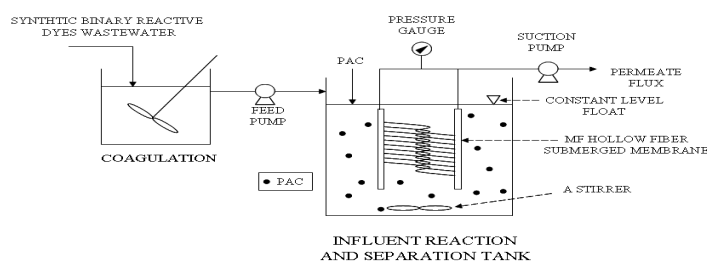 SYNTHTIC BINARY REACTIVE
DYES WASTEWATER
COAGULATION
FEED
PUMP
PAC
PRESSURE
GAUGE
SUCTION
PUMP
PERMEATE
FLUX
CONSTANT LEVEL
FLOAT
MF HOLLOW FIBER
SUBMERGED MEMBRANE
A STIRRER
PAC
INFLUENT REACTION
AND SEPARATION TANK